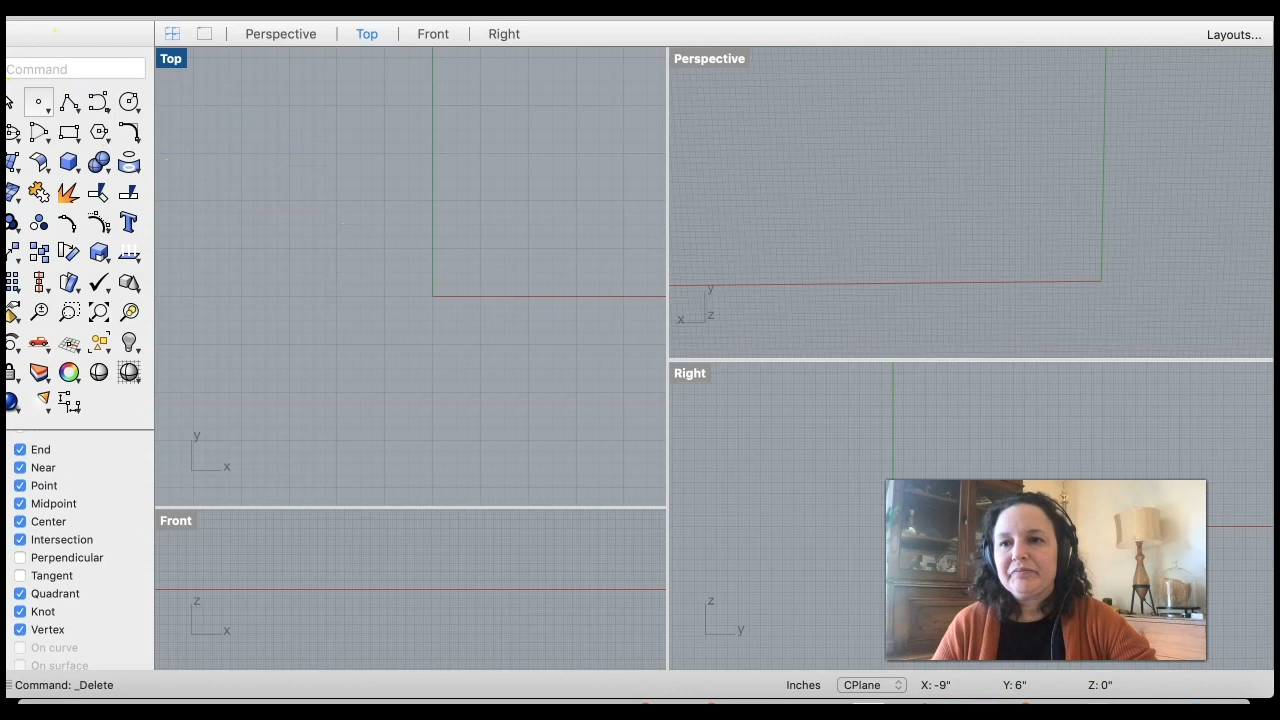 Perspective
Top
Front
Right
Layouts...
Command
Top
Perspective
y
x
z
y
x
Right
z
y
Front
z
x
End
Near
Point
Midpoint
Center
Intersection
Perpendicular
Tangent
Quadrant
Knot
Vertex
On curve
On surface
Command: _Delete
Inches
CPlane
X: -9"
Y: 6"
Z: 0"